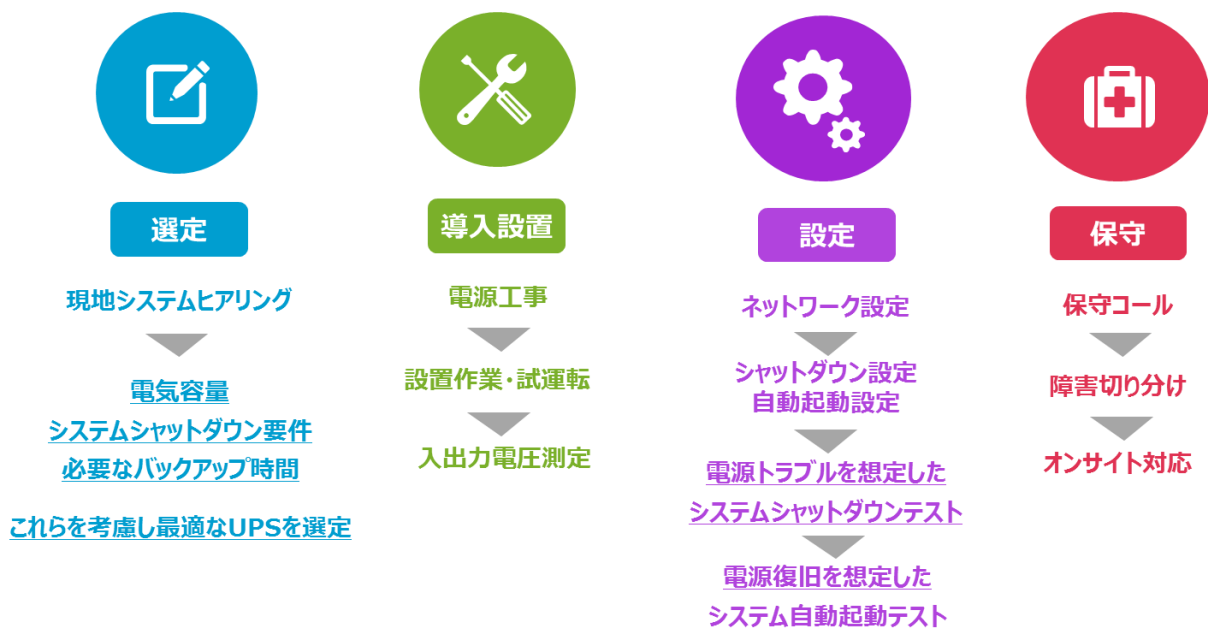 選定
現地システムヒアリング
電気容量
システムシャットダウン要件
必要なバックアップ時間
これらを考慮し最適なUPSを選定
導入設置
電源工事
設置作業・試運転
入出力電圧測定
設定
ネットワーク設定
シャットダウン設定
自動起動設定
電源トラブルを想定した
システムシャットダウンテスト
電源復旧を想定した
システム自動起動テスト
保守
保守コール
障害切り分け
オンサイト対応